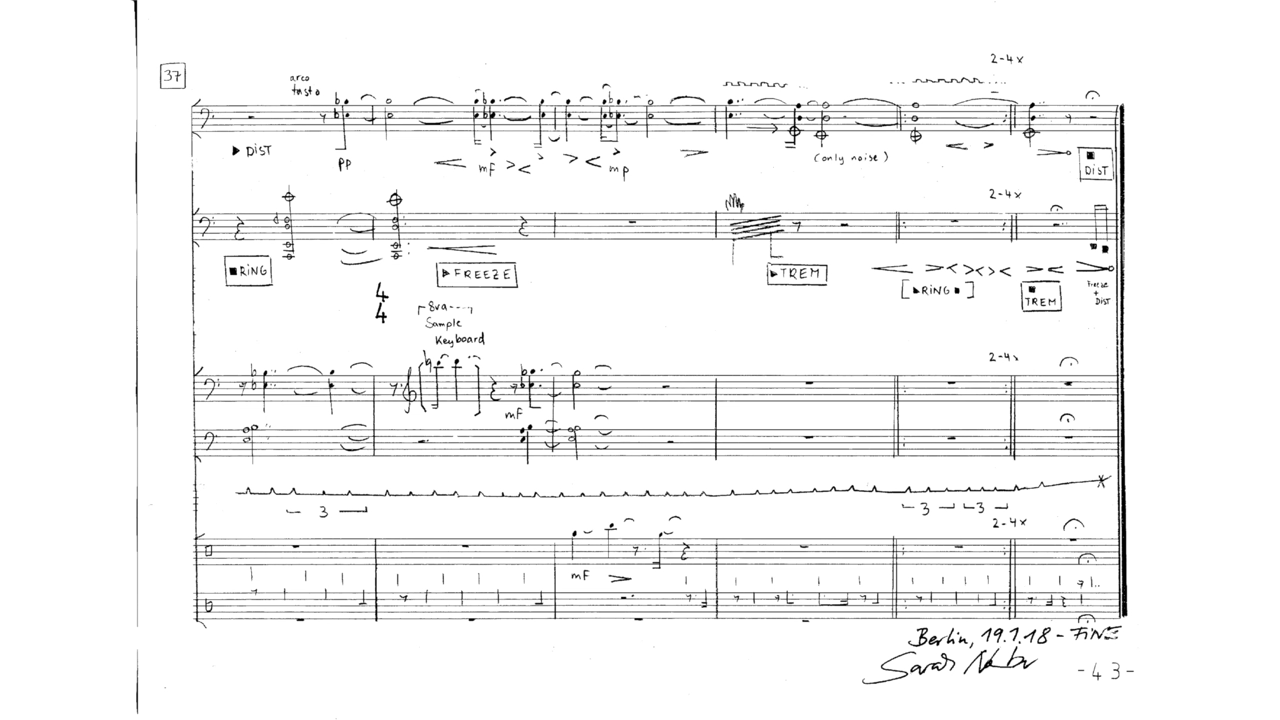 2-4x
37
arco
tasto
▶ DiST
pp
mf
mp
(only noise)
■ DiST
2-4x
■ RiNG
▶ FREEZE
▶ TREM
[▶RiNG ■]
■ TREM
Freeze
+
DiST
4
4
8va
Sample
Keyboard
2-4x
mf
3
3
3
2-4x
mf
Berlin, 19.1.18 - FiNE
Sarah
-43-